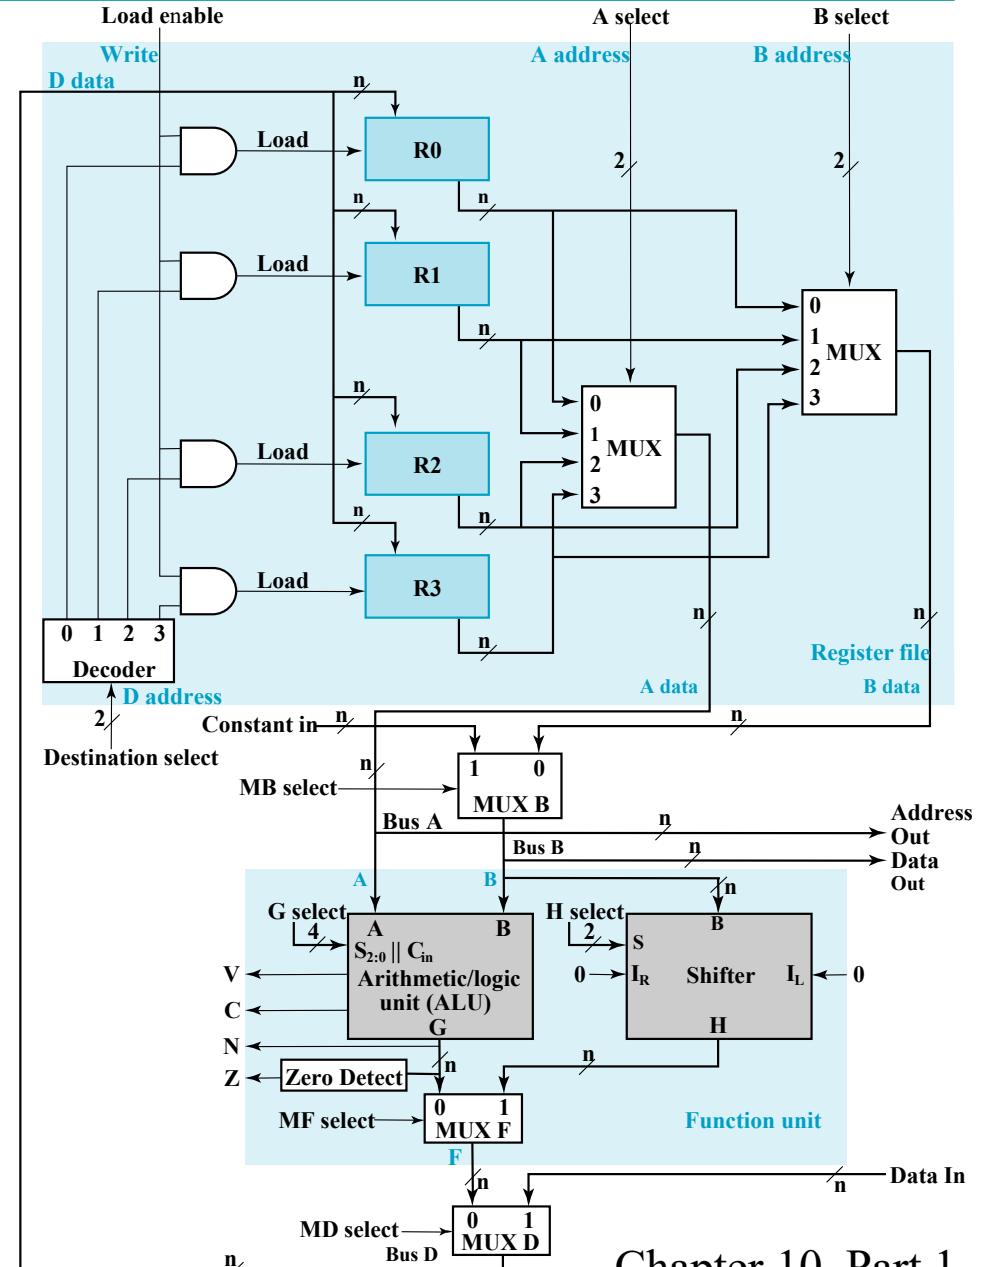 Load enable
A select
B select
Write
A address
B address
D data
n
Load
R0
2
2
n
n
Load
R1
0
1
MUX
2
3
n
n
0
1
MUX
2
3
Load
R2
n
n
Load
R3
n
n
n
0 1 2 3
Decoder
Register file
D address
A data
B data
2
Constant in
n
n
Destination select
n
1 0
MB select
MUX B
Address
Out
Bus A
n
Bus B
n
Data
Out
A
B
n
G select
4
A
B
S2:0 || Cin
Arithmetic/logic
unit (ALU)
G
H select
2
B
S
0
IR
Shifter
IL
0
H
V
C
N
Z
Zero Detect
n
n
0 1
MF select
MUX F
Function unit
F
n
n
Data In
0 1
MD select
MUX D
Bus D
n
Chapter 10 Part 1